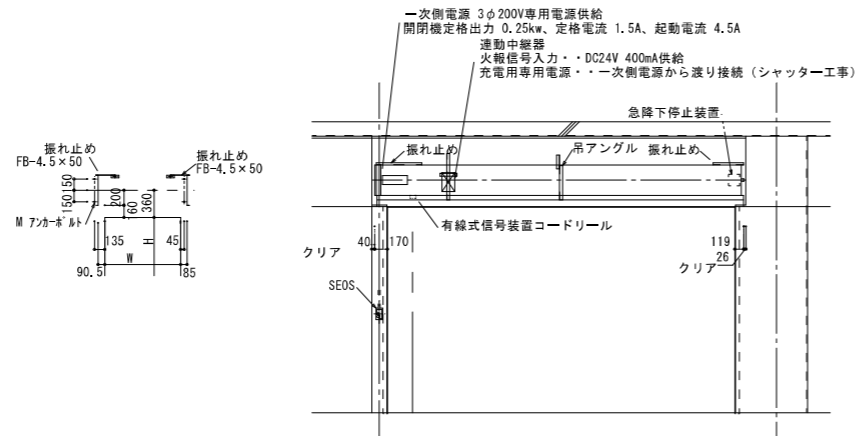 一次側電源 3φ200V専用電源供給
開閉機定格出力 0.25kw、定格電流 1.5A、起動電流 4.5A
連動中継器
火報信号入力・・DC24V 400mA供給
充電用専用電源・・一次側電源から渡り接続（シャッター工事）
急降下停止装置
振れ止め
吊アングル
振れ止め
有線式信号装置コードリール
クリア
40
170
119
26
クリア
SEOS
振れ止め
FB-4.5×50
振れ止め
FB-4.5×50
150
150
200
60
360
M アンカーボルト
135
W
H
45
90.5
85